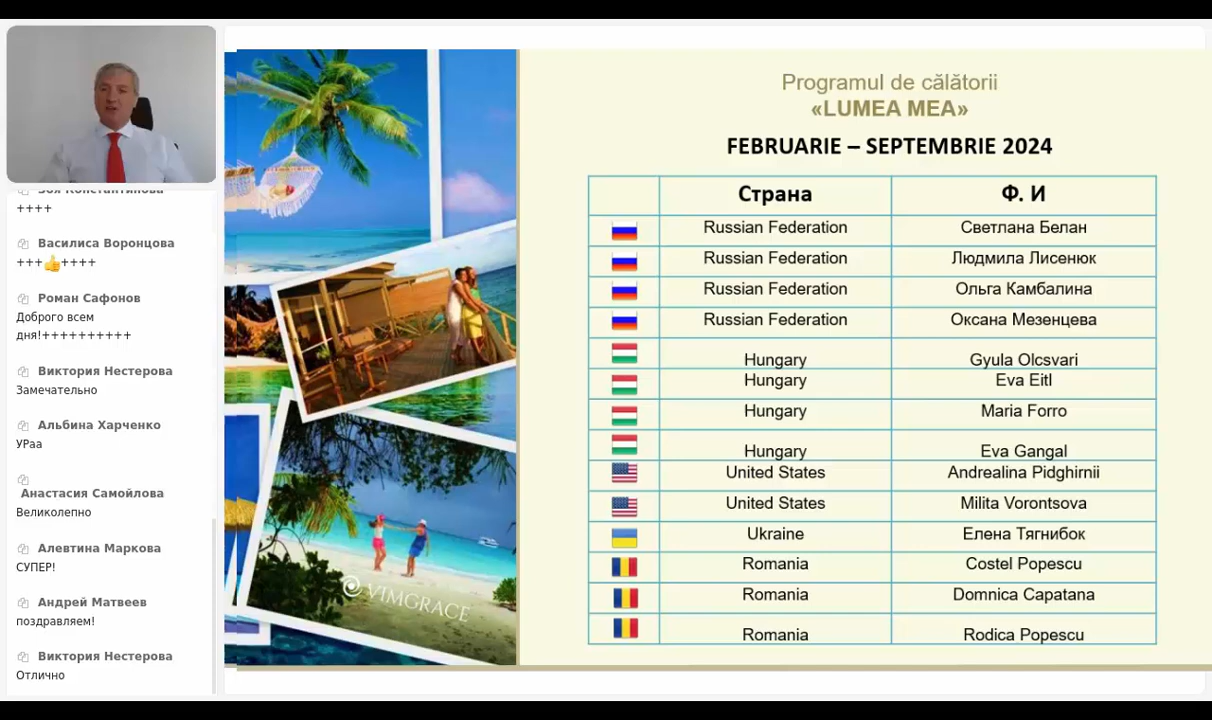 Зоя Константинова
++++
Василиса Воронцова
+++👍++++
Роман Сафонов
Доброго всем
дня!++++++++++
Виктория Нестерова
Замечательно
Альбина Харченко
УРаа
Анастасия Самойлова
Великолепно
Алевтина Маркова
СУПЕР!
Андрей Матвеев
поздравляем!
Виктория Нестерова
Отлично
VIMGRACE
Programul de călătorii
«LUMEA MEA»
FEBRUARIE – SEPTEMBRIE 2024
Страна Ф. И
Russian Federation Светлана Белан
Russian Federation Людмила Лисенюк
Russian Federation Ольга Камбалина
Russian Federation Оксана Мезенцева
Hungary Gyula Olcsvari
Hungary Eva Eitl
Hungary Maria Forro
Hungary Eva Gangal
United States Andrealina Pidghirnii
United States Milita Vorontsova
Ukraine Елена Тягнибок
Romania Costel Popescu
Romania Domnica Capatana
Romania Rodica Popescu